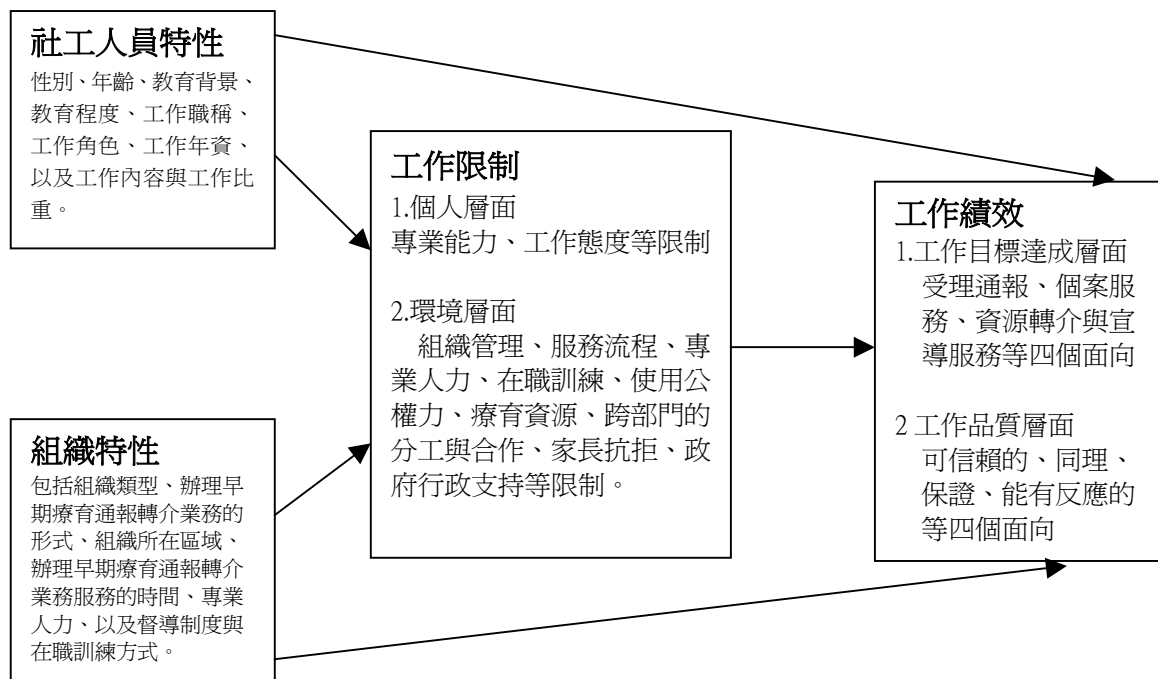 社工人員特性
性別、年齡、教育背景、
教育程度、工作職稱、
工作角色、工作年資、
以及工作內容與工作比
重。
工作限制
1.個人層面
專業能力、工作態度等限制
2.環境層面
組織管理、服務流程、專
業人力、在職訓練、使用公
權力、療育資源、跨部門的
分工與合作、家長抗拒、政
府行政支持等限制。
工作績效
1.工作目標達成層面
受理通報、個案服
務、資源轉介與宣
導服務等四個面向
2 工作品質層面
可信賴的、同理、
保證、能有反應的
等四個面向
組織特性
包括組織類型、辦理早
期療育通報轉介業務的
形式、組織所在區域、
辦理早期療育通報轉介
業務服務的時間、專業
人力、以及督導制度與
在職訓練方式。